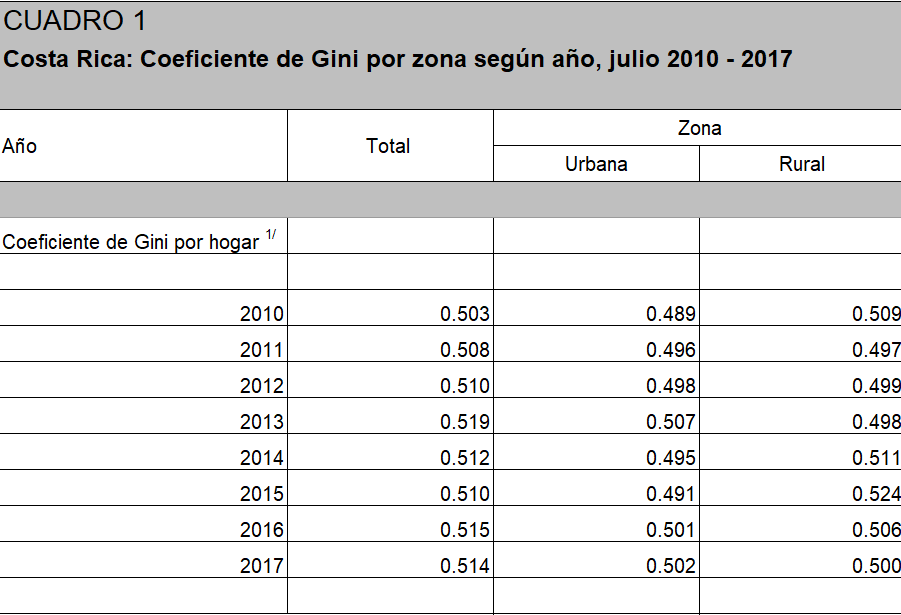 CUADRO 1
Costa Rica: Coeficiente de Gini por zona según año, julio 2010 - 2017
Año Total Zona
Urbana Rural
Coeficiente de Gini por hogar 1/
2010 0.503 0.489 0.509
2011 0.508 0.496 0.497
2012 0.510 0.498 0.499
2013 0.519 0.507 0.498
2014 0.512 0.495 0.511
2015 0.510 0.491 0.524
2016 0.515 0.501 0.506
2017 0.514 0.502 0.500